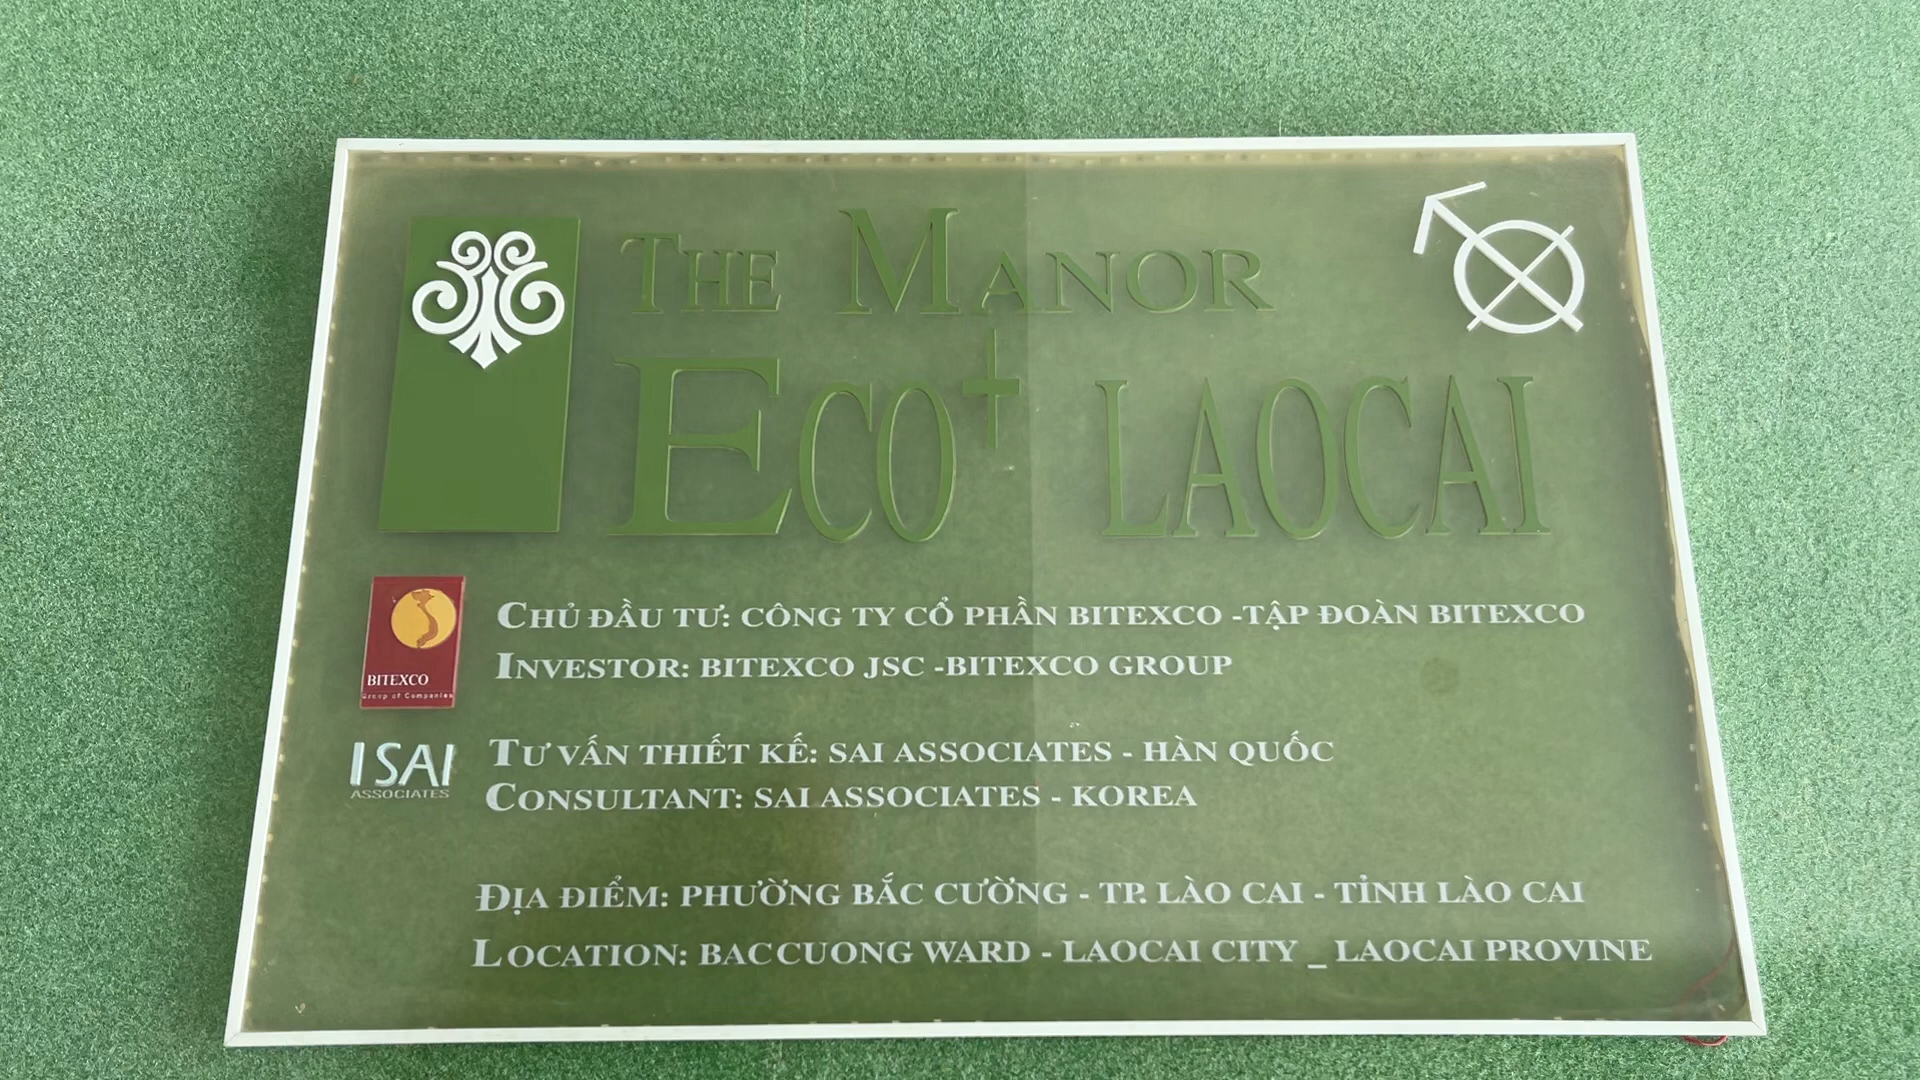 THE MANOR
ECO+ LAOCAI
BITEXCO
Group of Companies
CHỦ ĐẦU TƯ: CÔNG TY CỔ PHẦN BITEXCO -TẬP ĐOÀN BITEXCO
INVESTOR: BITEXCO JSC -BITEXCO GROUP
SAI
ASSOCIATES
TƯ VẤN THIẾT KẾ: SAI ASSOCIATES - HÀN QUỐC
CONSULTANT: SAI ASSOCIATES - KOREA
ĐỊA ĐIỂM: PHƯỜNG BẮC CƯỜNG - TP. LÀO CAI - TỈNH LÀO CAI
LOCATION: BACCUONG WARD - LAOCAI CITY _ LAOCAI PROVINE